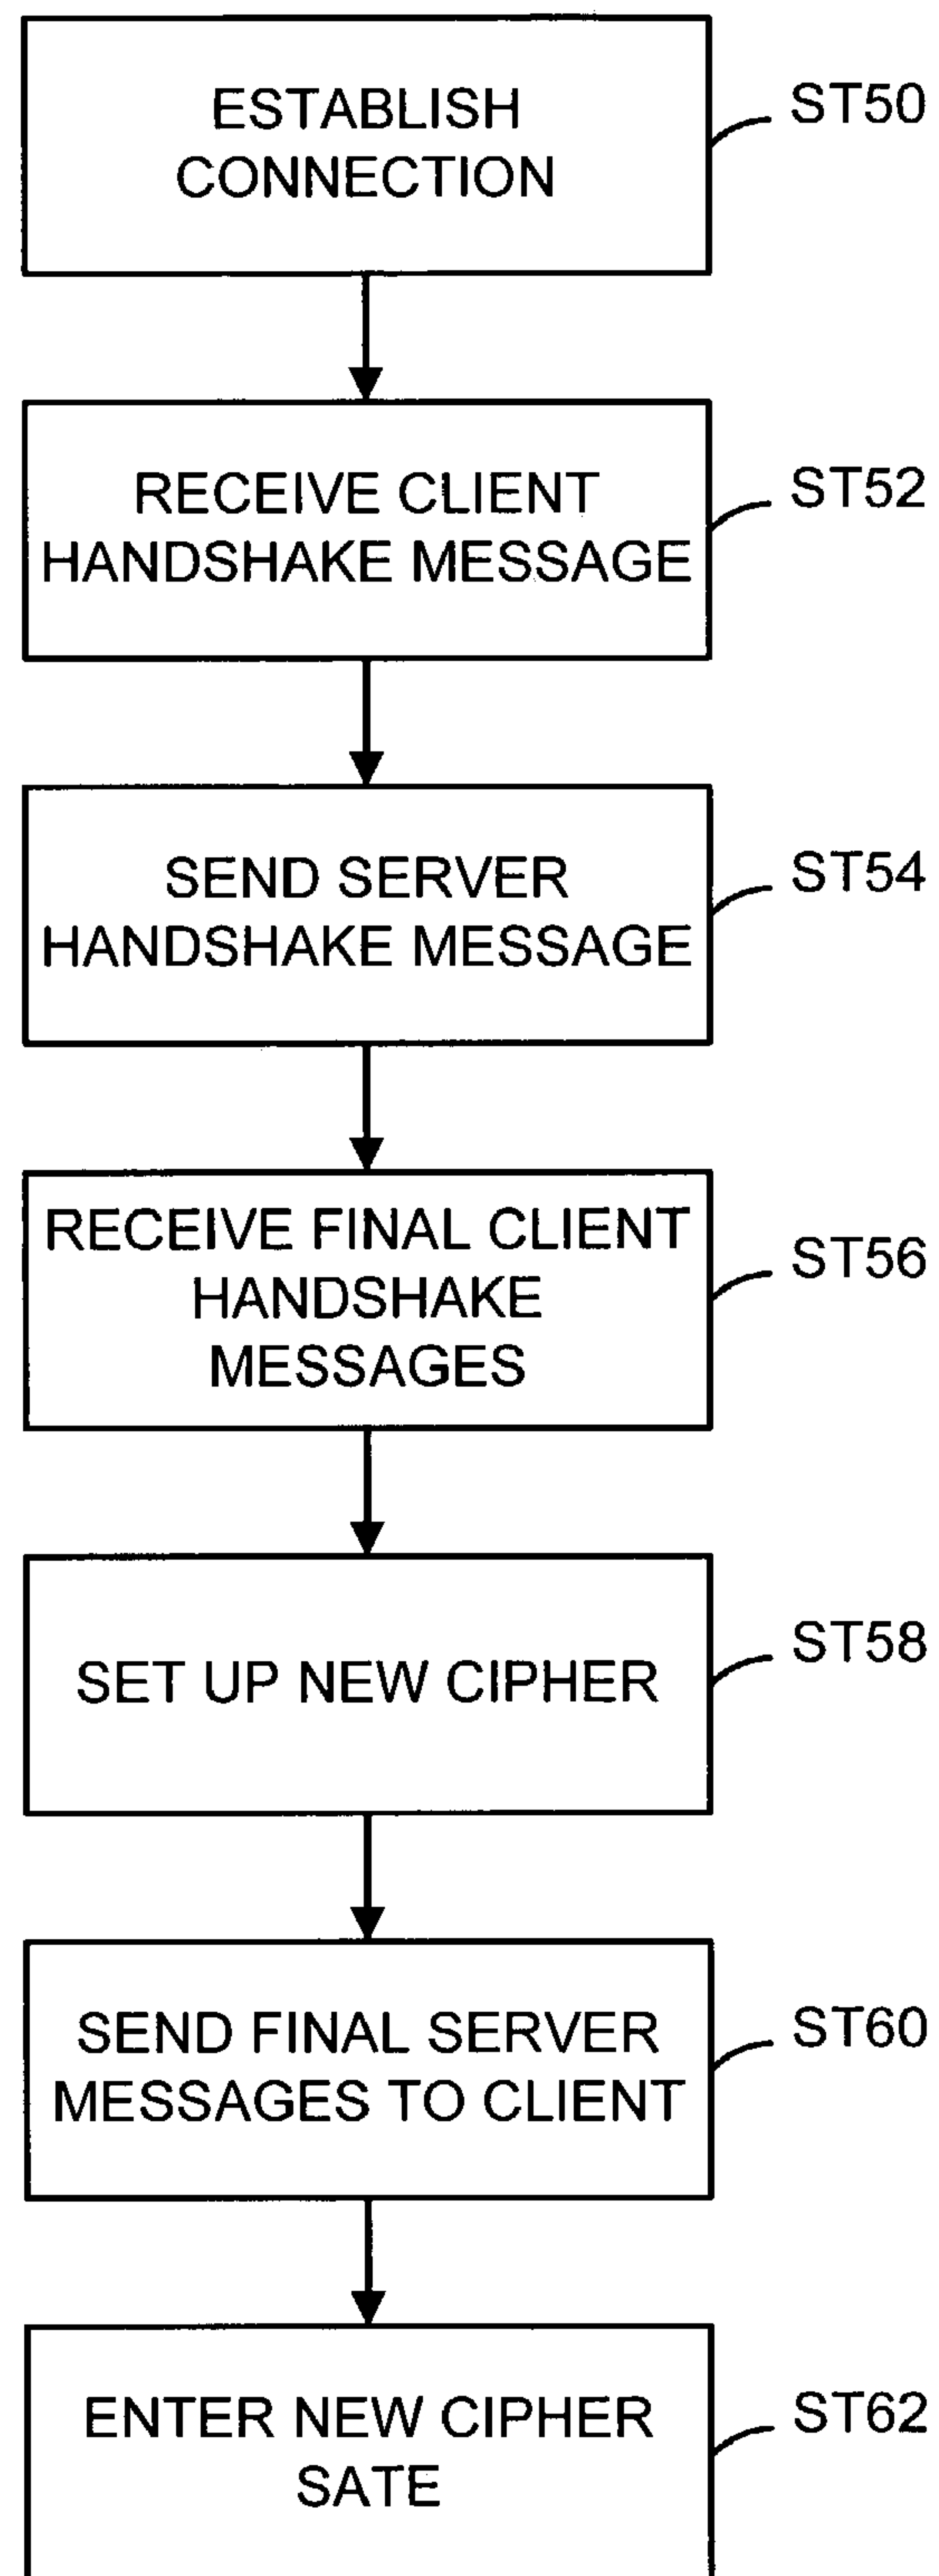 ESTABLISH
CONNECTION
ST50
RECEIVE CLIENT
HANDSHAKE MESSAGE
ST52
SEND SERVER
HANDSHAKE MESSAGE
ST54
RECEIVE FINAL CLIENT
HANDSHAKE
MESSAGES
ST56
SET UP NEW CIPHER
ST58
SEND FINAL SERVER
MESSAGES TO CLIENT
ST60
ENTER NEW CIPHER
SATE
ST62